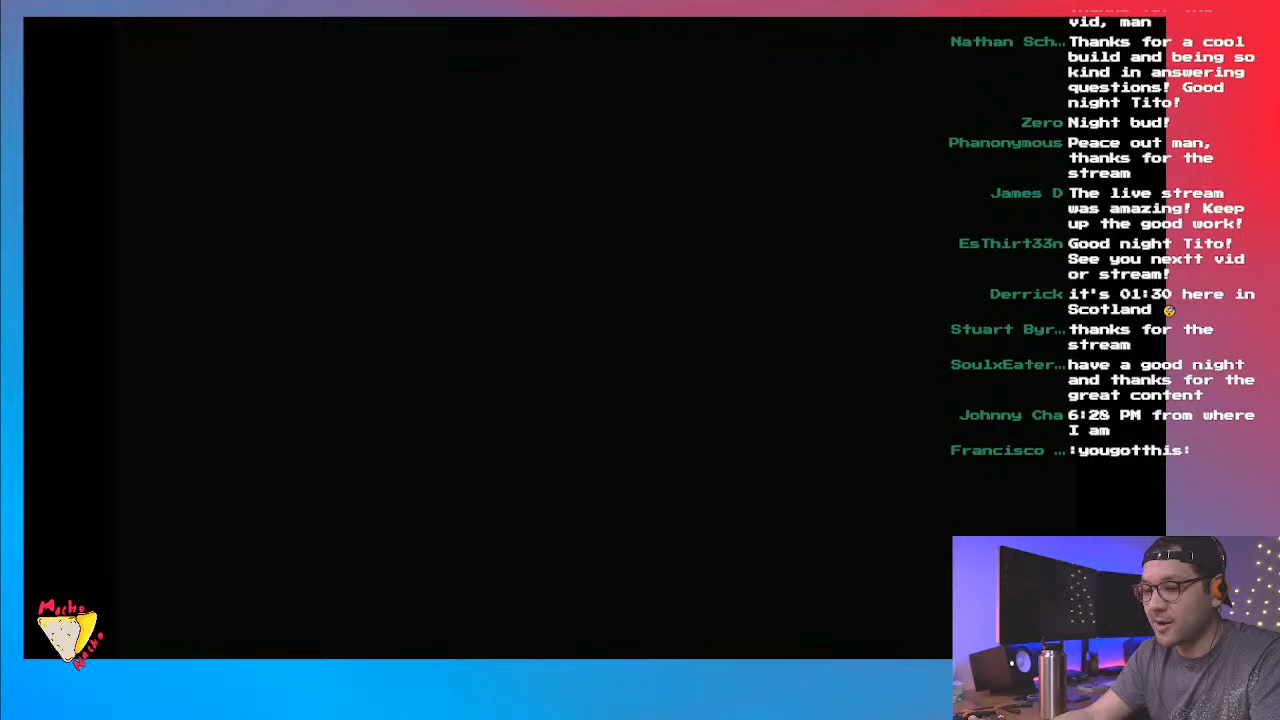 vid, man
Nathan Sch… Thanks for a cool
build and being so
kind in answering
questions! Good
night Tito!
Zero Night bud!
Phanonymous Peace out man,
thanks for the
stream
James D The live stream
was amazing! Keep
up the good work!
EsThirt33n Good night Tito!
See you nextt vid
or stream!
Derrick it's 01:30 here in
Scotland 😴
Stuart Byr… thanks for the
stream
SoulxEater… have a good night
and thanks for the
great content
Johnny Cha 6:28 PM from where
I am
Francisco … :yougotthis:
Macho
Nacho